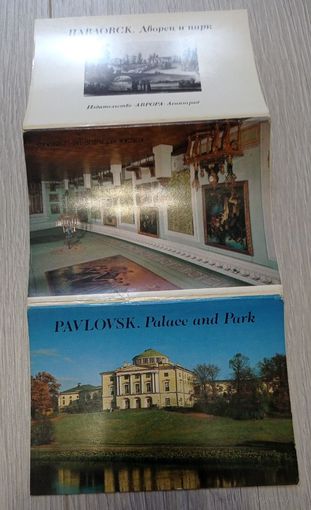 ПАВЛОВСК. Дворец и парк
Издательство «АВРОРА» Ленинград
PAVLOVSK. Palace and Park